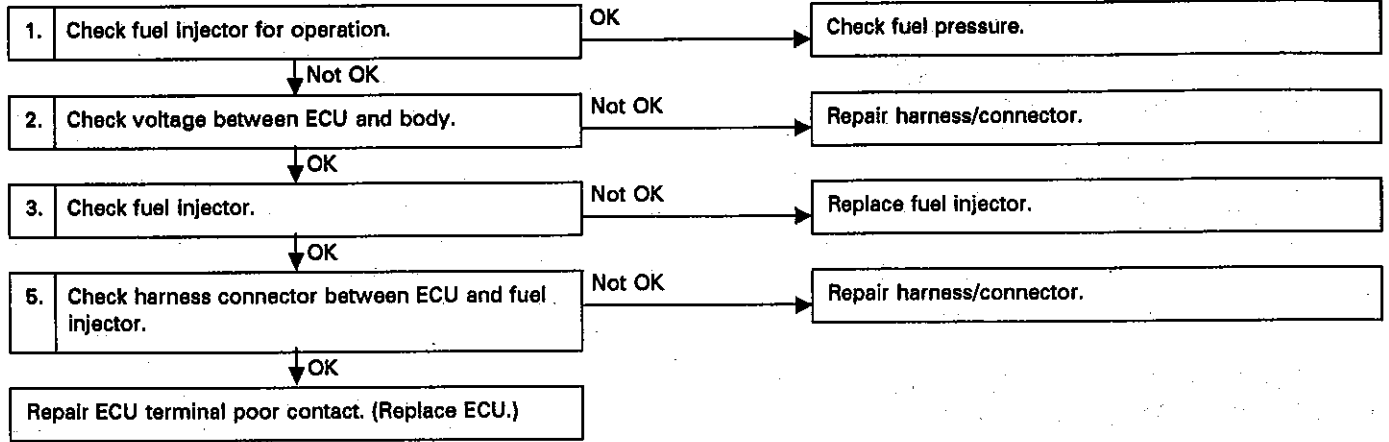 1. Check fuel injector for operation.
OK
Check fuel pressure.
Not OK
2. Check voltage between ECU and body.
Not OK
Repair harness/connector.
OK
3. Check fuel injector.
Not OK
Replace fuel injector.
OK
5. Check harness connector between ECU and fuel
injector.
Not OK
Repair harness/connector.
OK
Repair ECU terminal poor contact. (Replace ECU.)